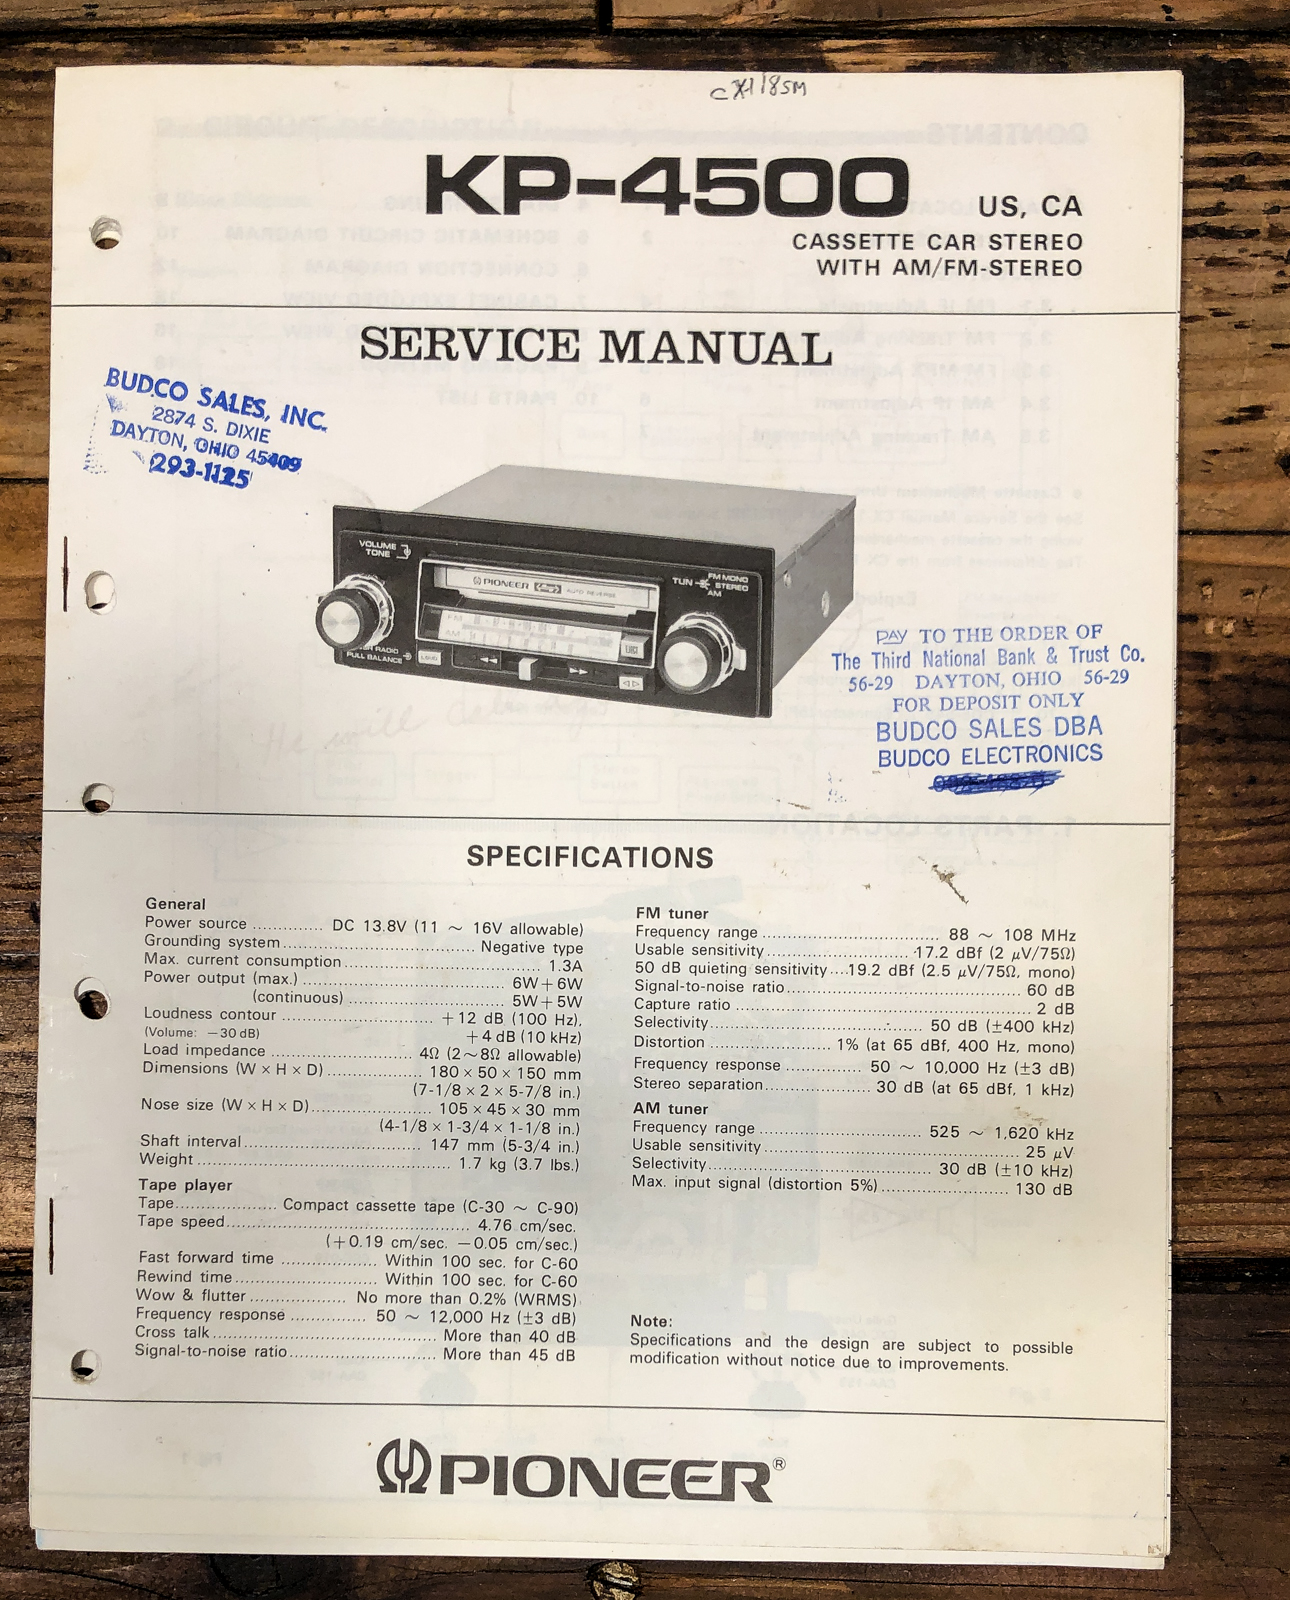 CX1185M
KP-4500 US, CA
CASSETTE CAR STEREO
WITH AM/FM-STEREO
SERVICE MANUAL
BUDCO SALES, INC.
2874 S. DIXIE
DAYTON, OHIO 45409
293-1125
VOLUME
TONE
PIONEER AUTO REVERSE
TUN
FM MONO
STEREO
AM
FM
AM
RADIO
PULL BALANCE
PAY TO THE ORDER OF
The Third National Bank & Trust Co.
56-29 DAYTON, OHIO 56-29
FOR DEPOSIT ONLY
BUDCO SALES DBA
BUDCO ELECTRONICS
He will
SPECIFICATIONS
General
Power source .............. DC 13.8V (11 ~ 16V allowable)
Grounding system.................................... Negative type
Max. current consumption..................................... 1.3A
Power output (max.) ....................................... 6W+6W
(continuous) .............................. 5W+5W
Loudness contour .............................. +12 dB (100 Hz),
(Volume: −30 dB) +4 dB (10 kHz)
Load impedance ........................... 4Ω (2~8Ω allowable)
Dimensions (W × H × D) .................. 180 × 50 × 150 mm
(7-1/8 × 2 × 5-7/8 in.)
Nose size (W × H × D)....................... 105 × 45 × 30 mm
(4-1/8 × 1-3/4 × 1-1/8 in.)
Shaft interval................................. 147 mm (5-3/4 in.)
Weight ................................................ 1.7 kg (3.7 lbs.)
Tape player
Tape.................... Compact cassette tape (C-30 ~ C-90)
Tape speed............................................... 4.76 cm/sec.
(+0.19 cm/sec. −0.05 cm/sec.)
Fast forward time ................... Within 100 sec. for C-60
Rewind time............................ Within 100 sec. for C-60
Wow & flutter ................... No more than 0.2% (WRMS)
Frequency response ............... 50 ~ 12,000 Hz (±3 dB)
Cross talk............................................ More than 40 dB
Signal-to-noise ratio............................. More than 45 dB
FM tuner
Frequency range .................................... 88 ~ 108 MHz
Usable sensitivity............................. 17.2 dBf (2 µV/75Ω)
50 dB quieting sensitivity....19.2 dBf (2.5 µV/75Ω, mono)
Signal-to-noise ratio............................................... 60 dB
Capture ratio .......................................................... 2 dB
Selectivity.......................................... 50 dB (±400 kHz)
Distortion ........................ 1% (at 65 dBf, 400 Hz, mono)
Frequency response ............... 50 ~ 10,000 Hz (±3 dB)
Stereo separation..................... 30 dB (at 65 dBf, 1 kHz)
AM tuner
Frequency range ................................. 525 ~ 1,620 kHz
Usable sensitivity.................................................... 25 µV
Selectivity............................................. 30 dB (±10 kHz)
Max. input signal (distortion 5%).......................... 130 dB
Note:
Specifications and the design are subject to possible
modification without notice due to improvements.
PIONEER®